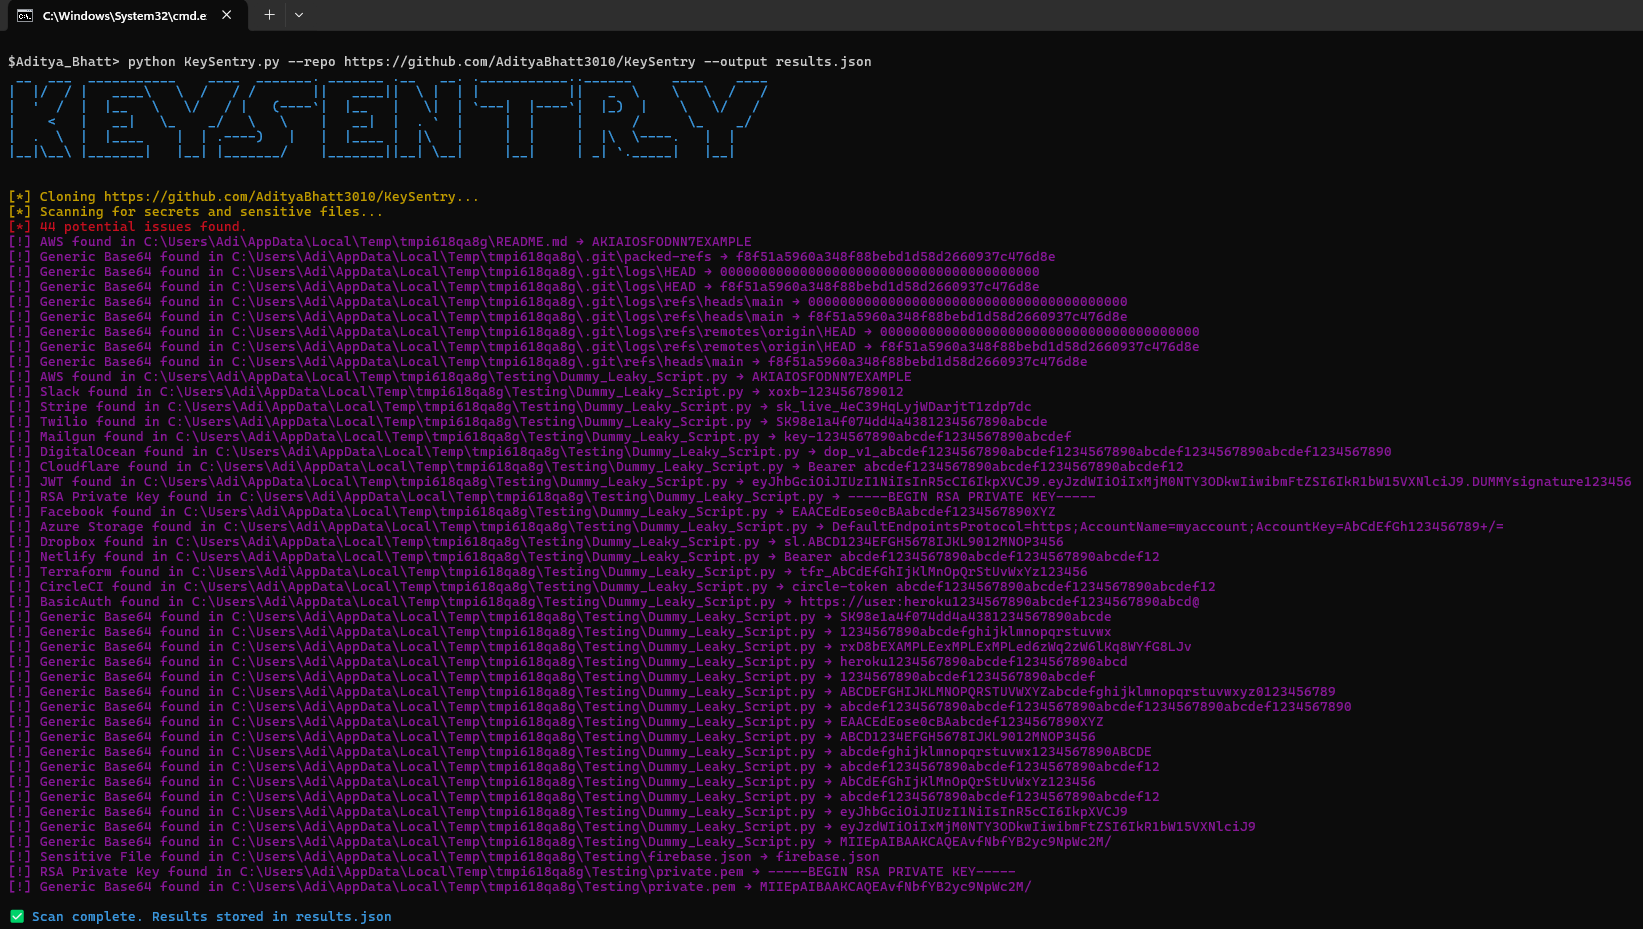 C:\Windows\System32\cmd.e
$Aditya_Bhatt> python KeySentry.py --repo https://github.com/AdityaBhatt3010/KeySentry --output results.json
KEYSENTRY
[*] Cloning https://github.com/AdityaBhatt3010/KeySentry...
[*] Scanning for secrets and sensitive files...
[*] 44 potential issues found.
[!] AWS found in C:\Users\Adi\AppData\Local\Temp\tmpi618qa8g\README.md → AKIAIOSFODNN7EXAMPLE
[!] Generic Base64 found in C:\Users\Adi\AppData\Local\Temp\tmpi618qa8g\.git\packed-refs → f8f51a5960a348f88bebd1d58d2660937c476d8e
[!] Generic Base64 found in C:\Users\Adi\AppData\Local\Temp\tmpi618qa8g\.git\logs\HEAD → 0000000000000000000000000000000000000000
[!] Generic Base64 found in C:\Users\Adi\AppData\Local\Temp\tmpi618qa8g\.git\logs\HEAD → f8f51a5960a348f88bebd1d58d2660937c476d8e
[!] Generic Base64 found in C:\Users\Adi\AppData\Local\Temp\tmpi618qa8g\.git\logs\refs\heads\main → 0000000000000000000000000000000000000000
[!] Generic Base64 found in C:\Users\Adi\AppData\Local\Temp\tmpi618qa8g\.git\logs\refs\heads\main → f8f51a5960a348f88bebd1d58d2660937c476d8e
[!] Generic Base64 found in C:\Users\Adi\AppData\Local\Temp\tmpi618qa8g\.git\logs\refs\remotes\origin\HEAD → 0000000000000000000000000000000000000000
[!] Generic Base64 found in C:\Users\Adi\AppData\Local\Temp\tmpi618qa8g\.git\logs\refs\remotes\origin\HEAD → f8f51a5960a348f88bebd1d58d2660937c476d8e
[!] Generic Base64 found in C:\Users\Adi\AppData\Local\Temp\tmpi618qa8g\.git\refs\heads\main → f8f51a5960a348f88bebd1d58d2660937c476d8e
[!] AWS found in C:\Users\Adi\AppData\Local\Temp\tmpi618qa8g\Testing\Dummy_Leaky_Script.py → AKIAIOSFODNN7EXAMPLE
[!] Slack found in C:\Users\Adi\AppData\Local\Temp\tmpi618qa8g\Testing\Dummy_Leaky_Script.py → xoxb-123456789012
[!] Stripe found in C:\Users\Adi\AppData\Local\Temp\tmpi618qa8g\Testing\Dummy_Leaky_Script.py → sk_live_4eC39HqLyjWDarjtT1zdp7dc
[!] Twilio found in C:\Users\Adi\AppData\Local\Temp\tmpi618qa8g\Testing\Dummy_Leaky_Script.py → SK98e1a4f074dd4a4381234567890abcde
[!] Mailgun found in C:\Users\Adi\AppData\Local\Temp\tmpi618qa8g\Testing\Dummy_Leaky_Script.py → key-1234567890abcdef1234567890abcdef
[!] DigitalOcean found in C:\Users\Adi\AppData\Local\Temp\tmpi618qa8g\Testing\Dummy_Leaky_Script.py → dop_v1_abcdef1234567890abcdef1234567890abcdef1234567890abcdef1234567890
[!] Cloudflare found in C:\Users\Adi\AppData\Local\Temp\tmpi618qa8g\Testing\Dummy_Leaky_Script.py → Bearer abcdef1234567890abcdef1234567890abcdef12
[!] JWT found in C:\Users\Adi\AppData\Local\Temp\tmpi618qa8g\Testing\Dummy_Leaky_Script.py → eyJhbGciOiJIUzI1NiIsInR5cCI6IkpXVCJ9.eyJzdWIiOiIxMjM0NTY3ODkwIiwibmFtZSI6IkR1bW15VXNlciJ9.DUMMYsignature123456
[!] RSA Private Key found in C:\Users\Adi\AppData\Local\Temp\tmpi618qa8g\Testing\Dummy_Leaky_Script.py → -----BEGIN RSA PRIVATE KEY-----
[!] Facebook found in C:\Users\Adi\AppData\Local\Temp\tmpi618qa8g\Testing\Dummy_Leaky_Script.py → EAACEdEose0cBAabcdef1234567890XYZ
[!] Azure Storage found in C:\Users\Adi\AppData\Local\Temp\tmpi618qa8g\Testing\Dummy_Leaky_Script.py → DefaultEndpointsProtocol=https;AccountName=myaccount;AccountKey=AbCdEfGh123456789+/=
[!] Dropbox found in C:\Users\Adi\AppData\Local\Temp\tmpi618qa8g\Testing\Dummy_Leaky_Script.py → sl.ABCD1234EFGH5678IJKL9012MNOP3456
[!] Netlify found in C:\Users\Adi\AppData\Local\Temp\tmpi618qa8g\Testing\Dummy_Leaky_Script.py → Bearer abcdef1234567890abcdef1234567890abcdef12
[!] Terraform found in C:\Users\Adi\AppData\Local\Temp\tmpi618qa8g\Testing\Dummy_Leaky_Script.py → tfr_AbCdEfGhIjKlMnOpQrStUvWxYz123456
[!] CircleCI found in C:\Users\Adi\AppData\Local\Temp\tmpi618qa8g\Testing\Dummy_Leaky_Script.py → circle-token abcdef1234567890abcdef1234567890abcdef12
[!] BasicAuth found in C:\Users\Adi\AppData\Local\Temp\tmpi618qa8g\Testing\Dummy_Leaky_Script.py → https://user:heroku1234567890abcdef1234567890abcd@
[!] Generic Base64 found in C:\Users\Adi\AppData\Local\Temp\tmpi618qa8g\Testing\Dummy_Leaky_Script.py → SK98e1a4f074dd4a4381234567890abcde
[!] Generic Base64 found in C:\Users\Adi\AppData\Local\Temp\tmpi618qa8g\Testing\Dummy_Leaky_Script.py → 1234567890abcdefghijklmnopqrstuvwx
[!] Generic Base64 found in C:\Users\Adi\AppData\Local\Temp\tmpi618qa8g\Testing\Dummy_Leaky_Script.py → rxD8bEXAMPLEexMPLExMPLed6zWq2zW6lKq8WYfG8LJv
[!] Generic Base64 found in C:\Users\Adi\AppData\Local\Temp\tmpi618qa8g\Testing\Dummy_Leaky_Script.py → heroku1234567890abcdef1234567890abcd
[!] Generic Base64 found in C:\Users\Adi\AppData\Local\Temp\tmpi618qa8g\Testing\Dummy_Leaky_Script.py → 1234567890abcdef1234567890abcdef
[!] Generic Base64 found in C:\Users\Adi\AppData\Local\Temp\tmpi618qa8g\Testing\Dummy_Leaky_Script.py → ABCDEFGHIJKLMNOPQRSTUVWXYZabcdefghijklmnopqrstuvwxyz0123456789
[!] Generic Base64 found in C:\Users\Adi\AppData\Local\Temp\tmpi618qa8g\Testing\Dummy_Leaky_Script.py → abcdef1234567890abcdef1234567890abcdef1234567890abcdef1234567890
[!] Generic Base64 found in C:\Users\Adi\AppData\Local\Temp\tmpi618qa8g\Testing\Dummy_Leaky_Script.py → EAACEdEose0cBAabcdef1234567890XYZ
[!] Generic Base64 found in C:\Users\Adi\AppData\Local\Temp\tmpi618qa8g\Testing\Dummy_Leaky_Script.py → ABCD1234EFGH5678IJKL9012MNOP3456
[!] Generic Base64 found in C:\Users\Adi\AppData\Local\Temp\tmpi618qa8g\Testing\Dummy_Leaky_Script.py → abcdefghijklmnopqrstuvwx1234567890ABCDE
[!] Generic Base64 found in C:\Users\Adi\AppData\Local\Temp\tmpi618qa8g\Testing\Dummy_Leaky_Script.py → abcdef1234567890abcdef1234567890abcdef12
[!] Generic Base64 found in C:\Users\Adi\AppData\Local\Temp\tmpi618qa8g\Testing\Dummy_Leaky_Script.py → AbCdEfGhIjKlMnOpQrStUvWxYz123456
[!] Generic Base64 found in C:\Users\Adi\AppData\Local\Temp\tmpi618qa8g\Testing\Dummy_Leaky_Script.py → abcdef1234567890abcdef1234567890abcdef12
[!] Generic Base64 found in C:\Users\Adi\AppData\Local\Temp\tmpi618qa8g\Testing\Dummy_Leaky_Script.py → eyJhbGciOiJIUzI1NiIsInR5cCI6IkpXVCJ9
[!] Generic Base64 found in C:\Users\Adi\AppData\Local\Temp\tmpi618qa8g\Testing\Dummy_Leaky_Script.py → eyJzdWIiOiIxMjM0NTY3ODkwIiwibmFtZSI6IkR1bW15VXNlciJ9
[!] Generic Base64 found in C:\Users\Adi\AppData\Local\Temp\tmpi618qa8g\Testing\Dummy_Leaky_Script.py → MIIEpAIBAAKCAQEAvfNbfYB2yc9NpWc2M/
[!] Sensitive File found in C:\Users\Adi\AppData\Local\Temp\tmpi618qa8g\Testing\firebase.json → firebase.json
[!] RSA Private Key found in C:\Users\Adi\AppData\Local\Temp\tmpi618qa8g\Testing\private.pem → -----BEGIN RSA PRIVATE KEY-----
[!] Generic Base64 found in C:\Users\Adi\AppData\Local\Temp\tmpi618qa8g\Testing\private.pem → MIIEpAIBAAKCAQEAvfNbfYB2yc9NpWc2M/
✅ Scan complete. Results stored in results.json